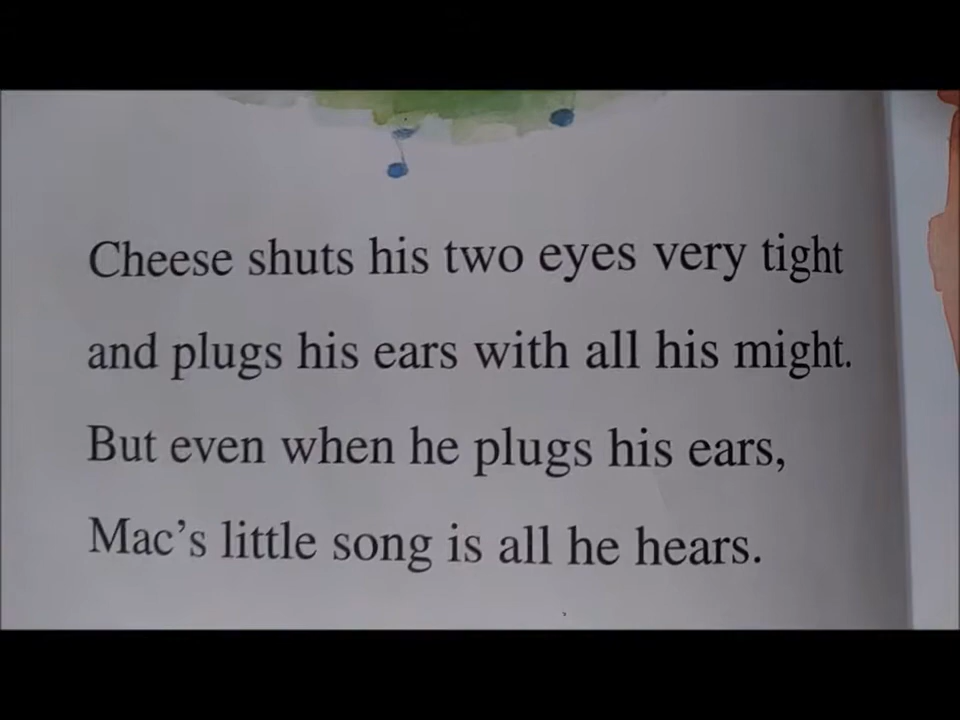 Cheese shuts his two eyes very tight
and plugs his ears with all his might.
But even when he plugs his ears,
Mac's little song is all he hears.